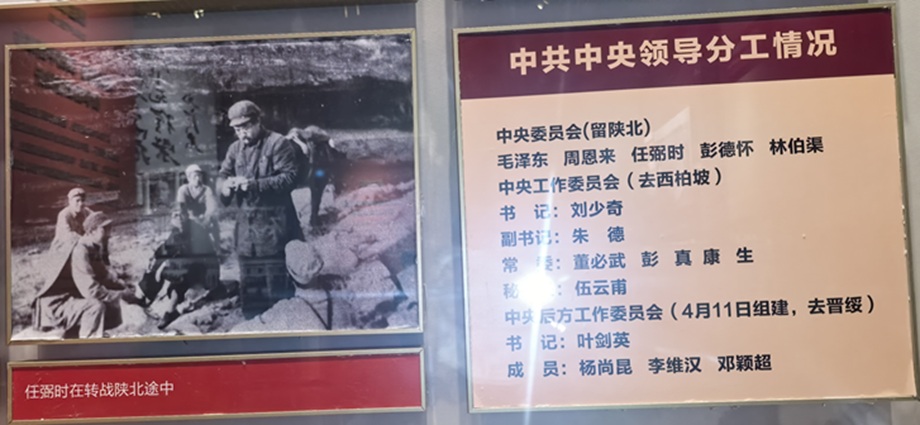 中共中央领导分工情况
中央委员会(留陕北)
毛泽东 周恩来 任弼时 彭德怀 林伯渠
中央工作委员会（去西柏坡）
书 记：刘少奇
副书记：朱 德
常 委：董必武 彭 真 康 生
秘 ：伍云甫
中央后方工作委员会（4月11日组建，去晋绥）
书 记：叶剑英
成 员：杨尚昆 李维汉 邓颖超
任弼时在转战陕北途中